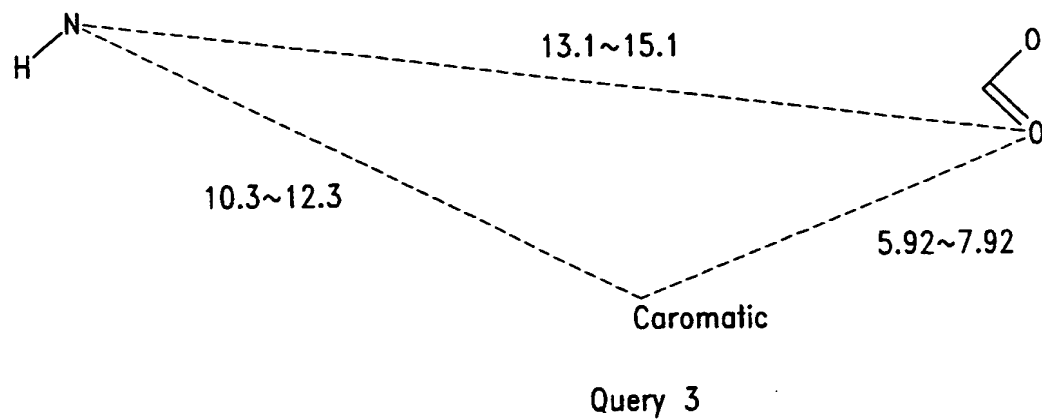 N
O
13.1~15.1
H
O
10.3~12.3
5.92~7.92
Caromatic
Query 3